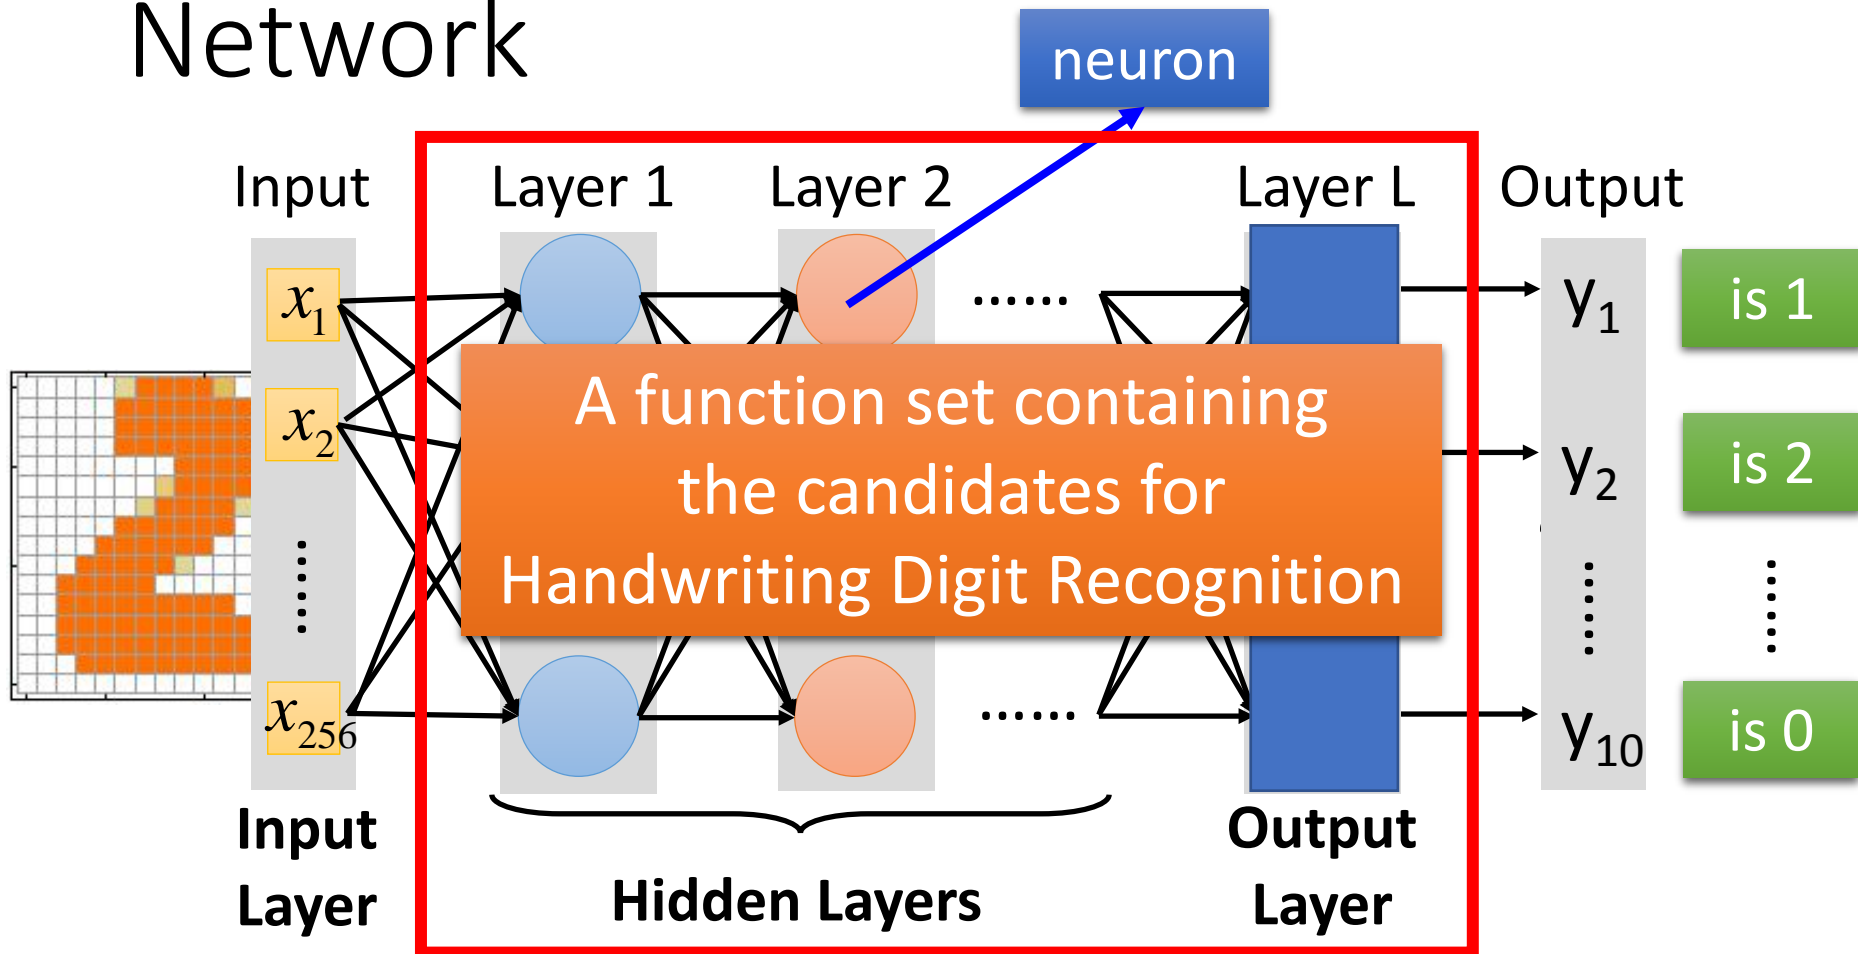 Network
neuron
Input
Layer 1
Layer 2
Layer L
Output
x1
x2
……
x256
……
……
A function set containing
the candidates for
Handwriting Digit Recognition
y1
y2
……
y10
is 1
is 2
……
is 0
Input
Layer
Hidden Layers
Output
Layer